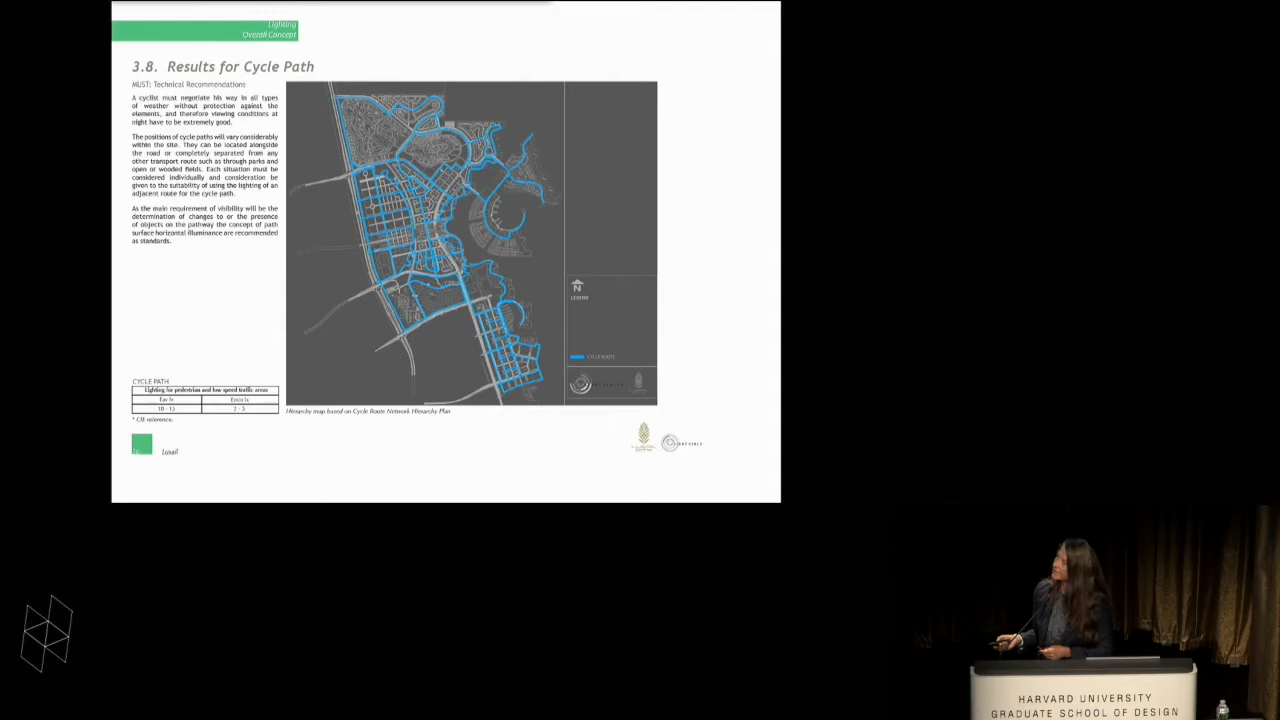 Lighting
Overall Concept
3.8. Results for Cycle Path
MUST: Technical Recommendations
A cyclist must negotiate his way in all types
of weather without protection against the
elements, and therefore viewing conditions at
night have to be extremely good.
The positions of cycle paths will vary considerably
within the site. They can be located alongside
the road or completely separated from any
other transport route such as through parks and
open or wooded fields. Each situation must be
considered individually and consideration be
given to the suitability of using the lighting of an
adjacent route for the cycle path.
As the main requirement of visibility will be the
determination of changes to or the presence
of objects on the pathway the concept of path
surface horizontal illuminance are recommended
as standards.
N
LEGEND
CYCLE ROUTE
CYCLE PATH
Lighting for pedestrian and low speed traffic areas
Eav lx Emin lx
10 - 15 2 - 5
* CIE reference.
Hierarchy map based on Cycle Route Network Hierarchy Plan
Lusail
HARVARD UNIVERSITY
GRADUATE SCHOOL OF DESIGN